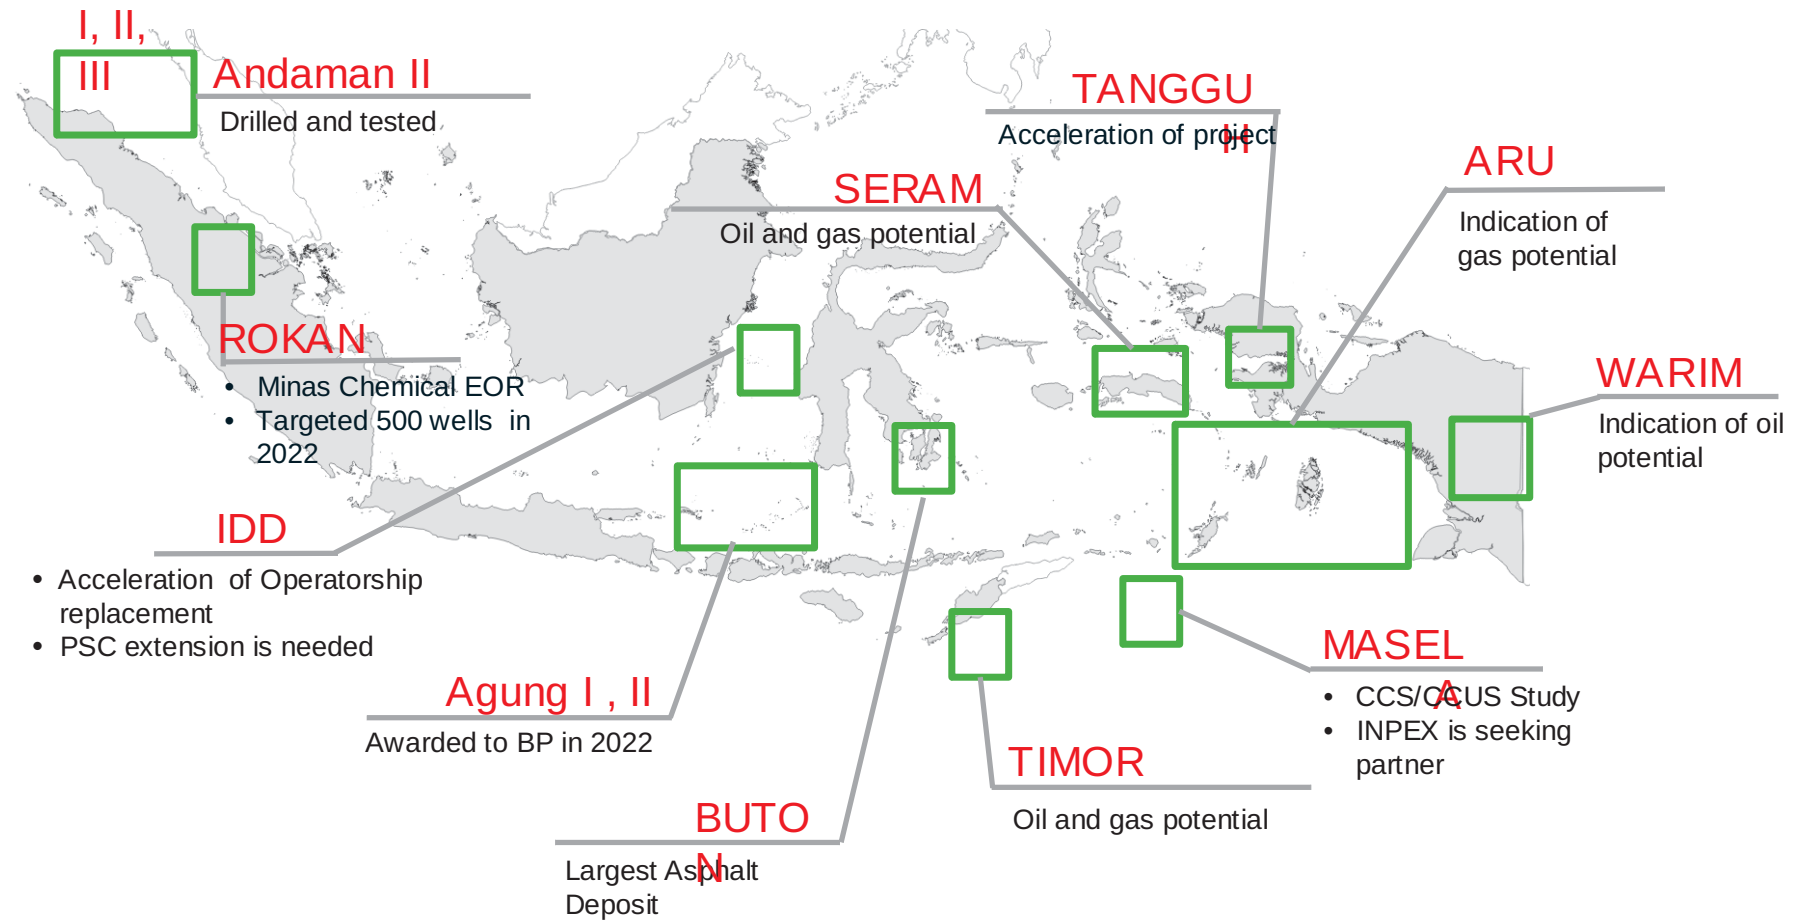 I, II,
III
Andaman II
Drilled and tested
TANGGU
H
Acceleration of project
ARU
Indication of
gas potential
SERAM
Oil and gas potential
ROKAN
• Minas Chemical EOR
• Targeted 500 wells in
2022
WARIM
Indication of oil
potential
IDD
• Acceleration of Operatorship
replacement
• PSC extension is needed
Agung I , II
Awarded to BP in 2022
MASEL
A
• CCS/CCUS Study
• INPEX is seeking
partner
TIMOR
Oil and gas potential
BUTO
N
Largest Asphalt
Deposit